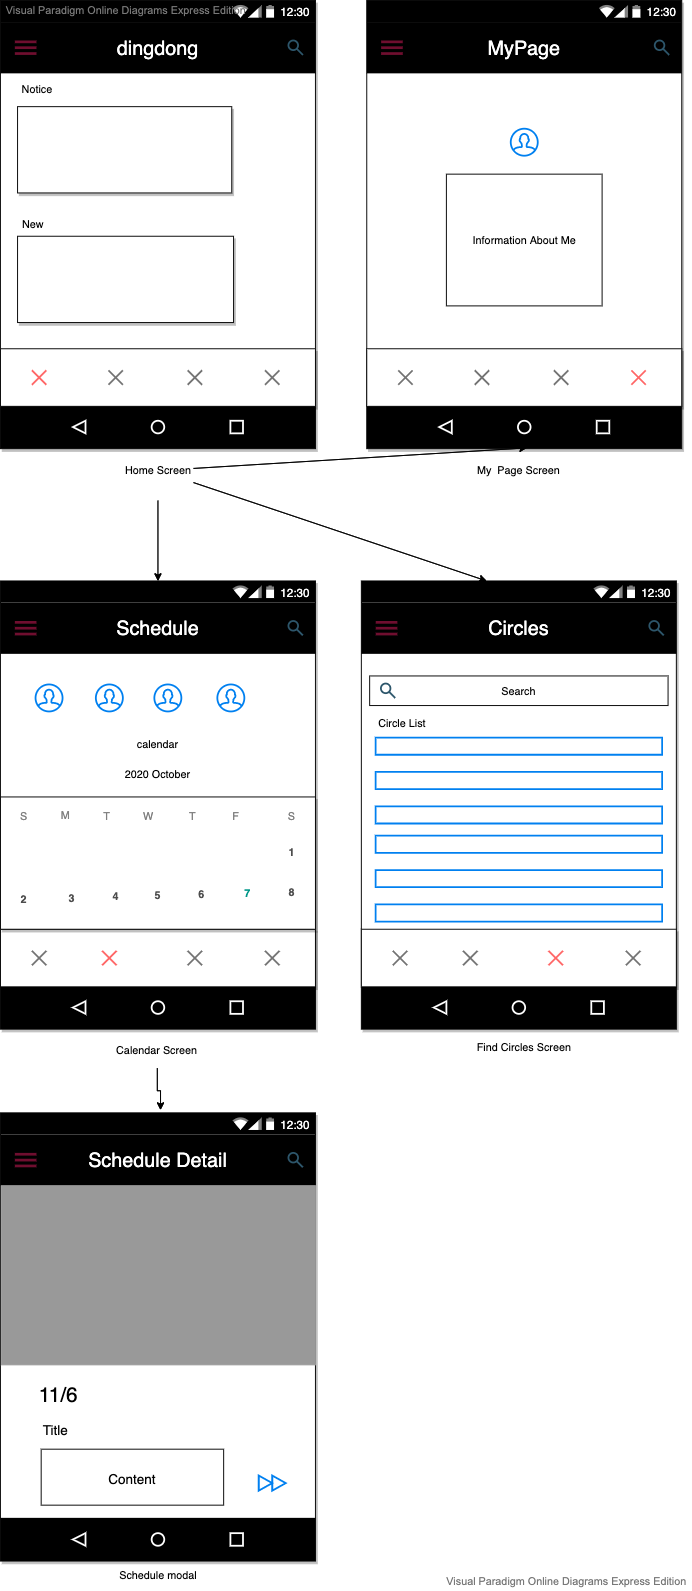 Visual Paradigm Online Diagrams Express Edition
12:30
dingdong
Notice
New
Home Screen
12:30
MyPage
Information About Me
My Page Screen
12:30
Schedule
calendar
2020 October
S M T W T F S
1
2 3 4 5 6 7 8
Calendar Screen
12:30
Circles
Search
Circle List
Find Circles Screen
12:30
Schedule Detail
11/6
Title
Content
Schedule modal
Visual Paradigm Online Diagrams Express Edition